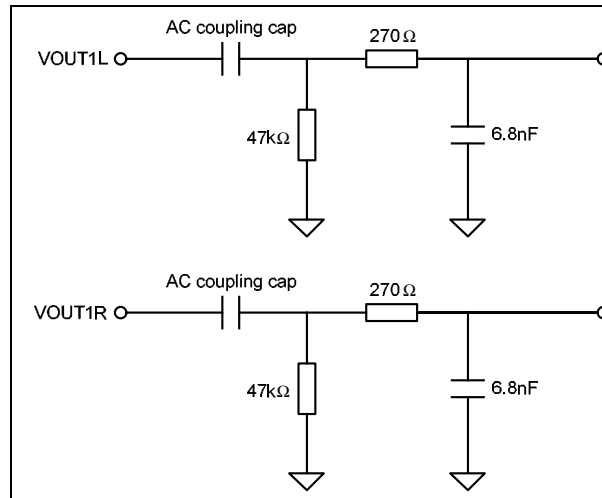 AC coupling cap
270Ω
VOUT1L
47kΩ
6.8nF
AC coupling cap
270Ω
VOUT1R
47kΩ
6.8nF